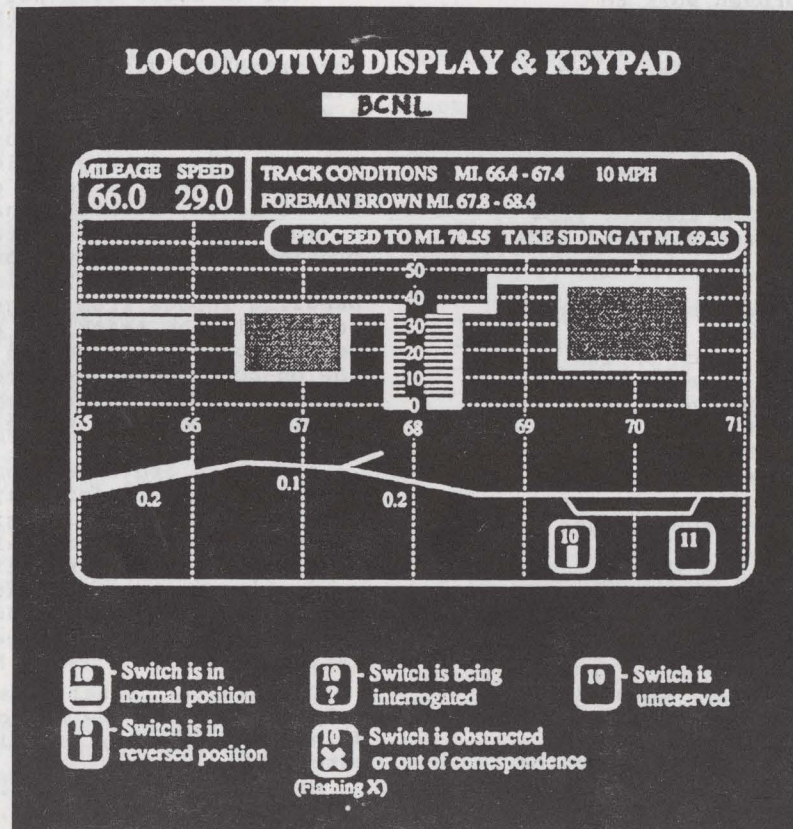 LOCOMOTIVE DISPLAY & KEYPAD
BCNL
MILEAGE SPEED
66.0 29.0
TRACK CONDITIONS MI. 66.4 - 67.4 10 MPH
FOREMAN BROWN MI. 67.8 - 68.4
PROCEED TO MI. 70.55 TAKE SIDING AT MI. 69.35
50
40
30
20
10
0
65 66 67 68 69 70 71
0.2 0.1 0.2
10 11
10 - Switch is in
normal position
10 - Switch is in
reversed position
10 - Switch is being
? interrogated
10 - Switch is obstructed
or out of correspondence
(Flashing X)
10 - Switch is
unreserved